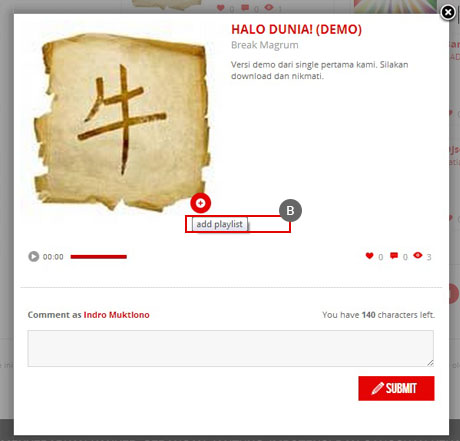 HALO DUNIA! (DEMO)
Break Magrum
Versi demo dari single pertama kami. Silakan
download dan nikmati.
牛
B
add playlist
00:00
0 0 3
Comment as Indro Muktiono
You have 140 characters left.
SUBMIT